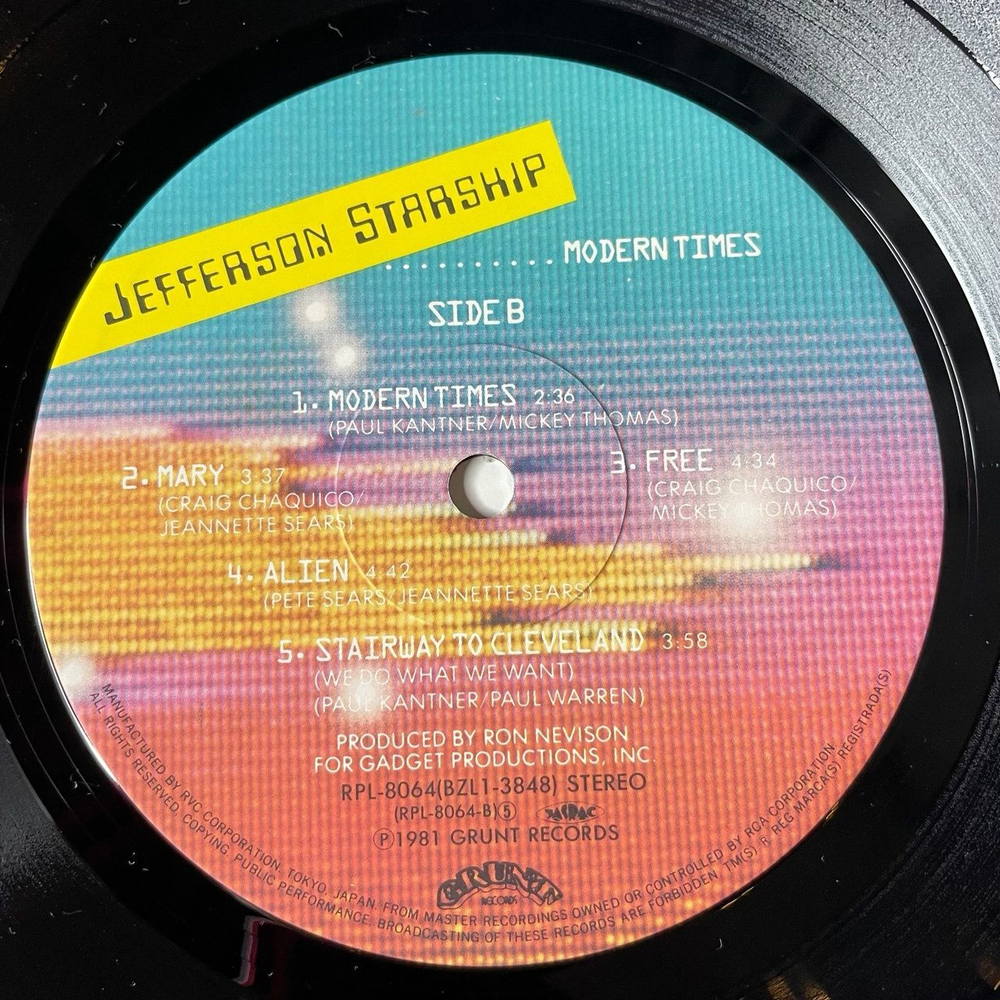 JEFFERSON STARSHIP
..........MODERN TIMES
SIDE B
1. MODERN TIMES 2:36
(PAUL KANTNER/MICKEY THOMAS)
2. MARY 3:37
(CRAIG CHAQUICO/
JEANNETTE SEARS)
3. FREE 4:34
(CRAIG CHAQUICO/
MICKEY THOMAS)
4. ALIEN 4:42
(PETE SEARS/JEANNETTE SEARS)
5. STAIRWAY TO CLEVELAND 3:58
(WE DO WHAT WE WANT)
(PAUL KANTNER/PAUL WARREN)
PRODUCED BY RON NEVISON
FOR GADGET PRODUCTIONS, INC.
RPL-8064(BZL1-3848) STEREO
(RPL-8064-B)⑤
Ⓟ1981 GRUNT RECORDS
GRUNT
RECORDS
MANUFACTURED BY RVC CORPORATION, TOKYO, JAPAN. FROM MASTER RECORDINGS OWNED OR CONTROLLED BY RCA CORPORATION.
ALL RIGHTS RESERVED. COPYING, PUBLIC PERFORMANCE, BROADCASTING OF THESE RECORDS ARE FORBIDDEN. TM(S) ® REG MARCA(S) REGISTRADA(S)